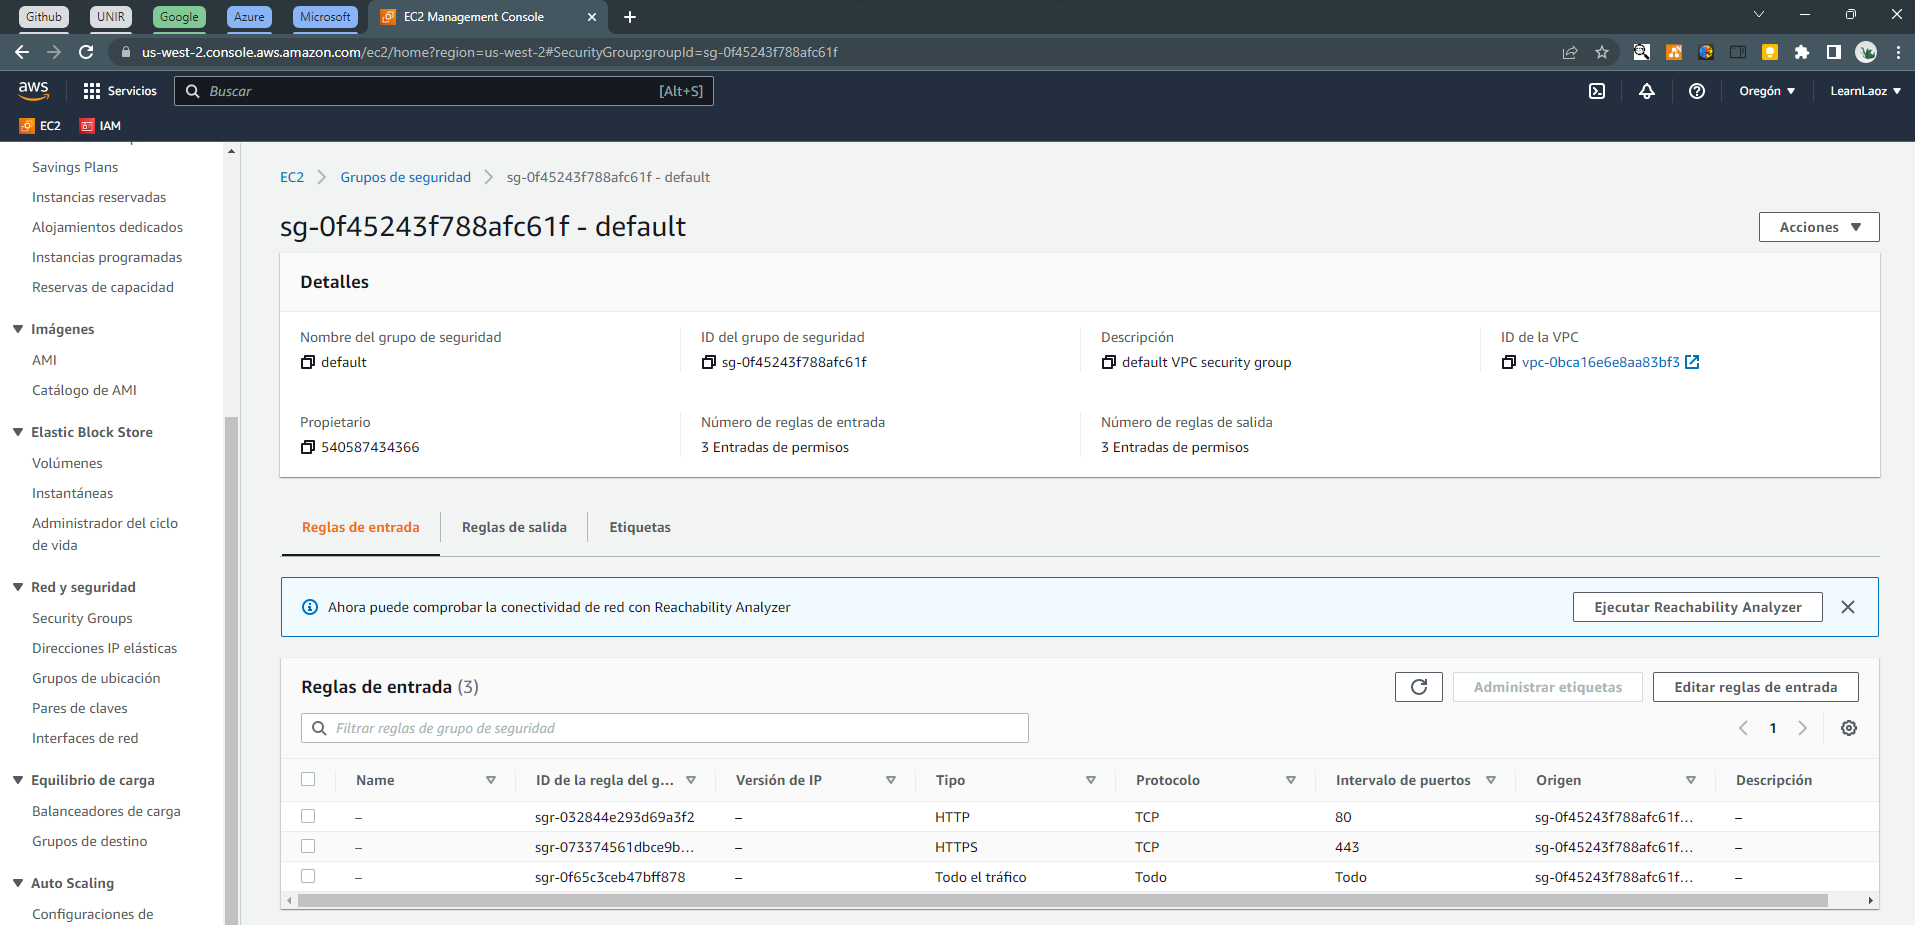 Github
UNIR
Google
Azure
Microsoft
EC2 Management Console
us-west-2.console.aws.amazon.com/ec2/home?region=us-west-2#SecurityGroup:groupId=sg-0f45243f788afc61f
aws
Servicios
Buscar
[Alt+S]
Oregón
LearnLaoz
EC2
IAM
Savings Plans
Instancias reservadas
Alojamientos dedicados
Instancias programadas
Reservas de capacidad
Imágenes
AMI
Catálogo de AMI
Elastic Block Store
Volúmenes
Instantáneas
Administrador del ciclo
de vida
Red y seguridad
Security Groups
Direcciones IP elásticas
Grupos de ubicación
Pares de claves
Interfaces de red
Equilibrio de carga
Balanceadores de carga
Grupos de destino
Auto Scaling
Configuraciones de
EC2 > Grupos de seguridad > sg-0f45243f788afc61f - default
sg-0f45243f788afc61f - default
Acciones
Detalles
Nombre del grupo de seguridad
default
ID del grupo de seguridad
sg-0f45243f788afc61f
Descripción
default VPC security group
ID de la VPC
vpc-0bca16e6e8aa83bf3
Propietario
540587434366
Número de reglas de entrada
3 Entradas de permisos
Número de reglas de salida
3 Entradas de permisos
Reglas de entrada
Reglas de salida
Etiquetas
Ahora puede comprobar la conectividad de red con Reachability Analyzer
Ejecutar Reachability Analyzer
Reglas de entrada (3)
Administrar etiquetas
Editar reglas de entrada
Filtrar reglas de grupo de seguridad
1
Name ID de la regla del g... Versión de IP Tipo Protocolo Intervalo de puertos Origen Descripción
– sgr-032844e293d69a3f2 – HTTP TCP 80 sg-0f45243f788afc61f... –
– sgr-073374561dbce9b... – HTTPS TCP 443 sg-0f45243f788afc61f... –
– sgr-0f65c3ceb47bff878 – Todo el tráfico Todo Todo sg-0f45243f788afc61f... –